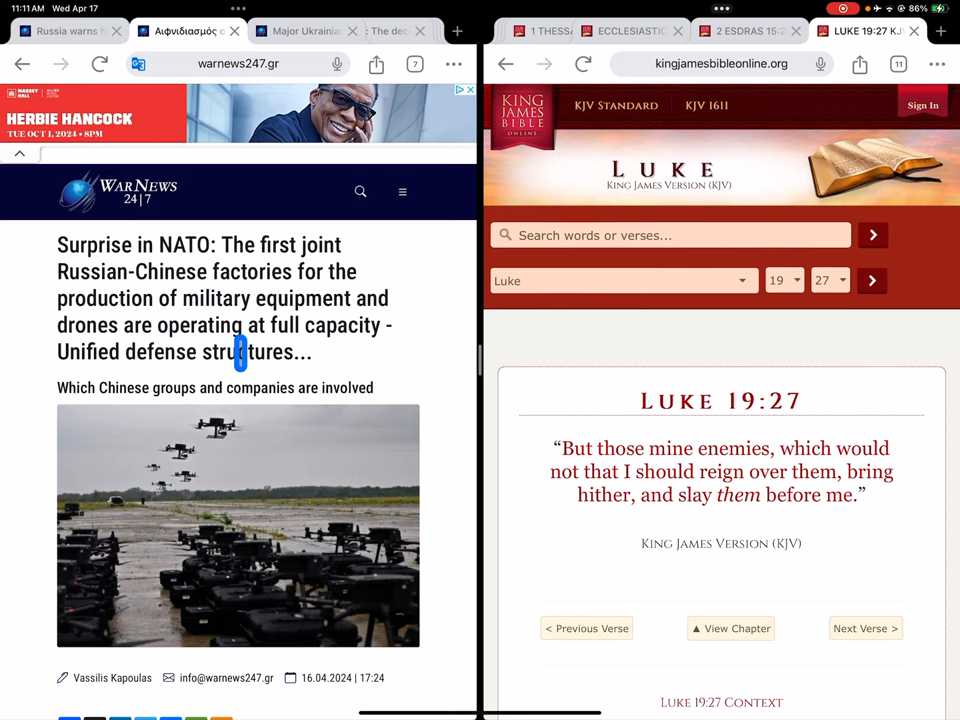 11:11 AM Wed Apr 17
86%
Russia warns N
Αιφνιδιασμός ο
Major Ukrainia
: The dec
warnews247.gr
7
MASSEY HALL
HERBIE HANCOCK
TUE OCT 1, 2024 • 8PM
WARNEWS
24|7
Surprise in NATO: The first joint
Russian-Chinese factories for the
production of military equipment and
drones are operating at full capacity -
Unified defense structures...
Which Chinese groups and companies are involved
Vassilis Kapoulas info@warnews247.gr 16.04.2024 | 17:24
1 THESSA
ECCLESIASTIC
2 ESDRAS 15:2
LUKE 19:27 KJ
kingjamesbibleonline.org
11
KING
JAMES
BIBLE
ONLINE
KJV STANDARD KJV 1611
Sign In
LUKE
KING JAMES VERSION (KJV)
Search words or verses...
Luke 19 27
LUKE 19:27
“But those mine enemies, which would
not that I should reign over them, bring
hither, and slay them before me.”
KING JAMES VERSION (KJV)
< Previous Verse ▲ View Chapter Next Verse >
LUKE 19:27 CONTEXT